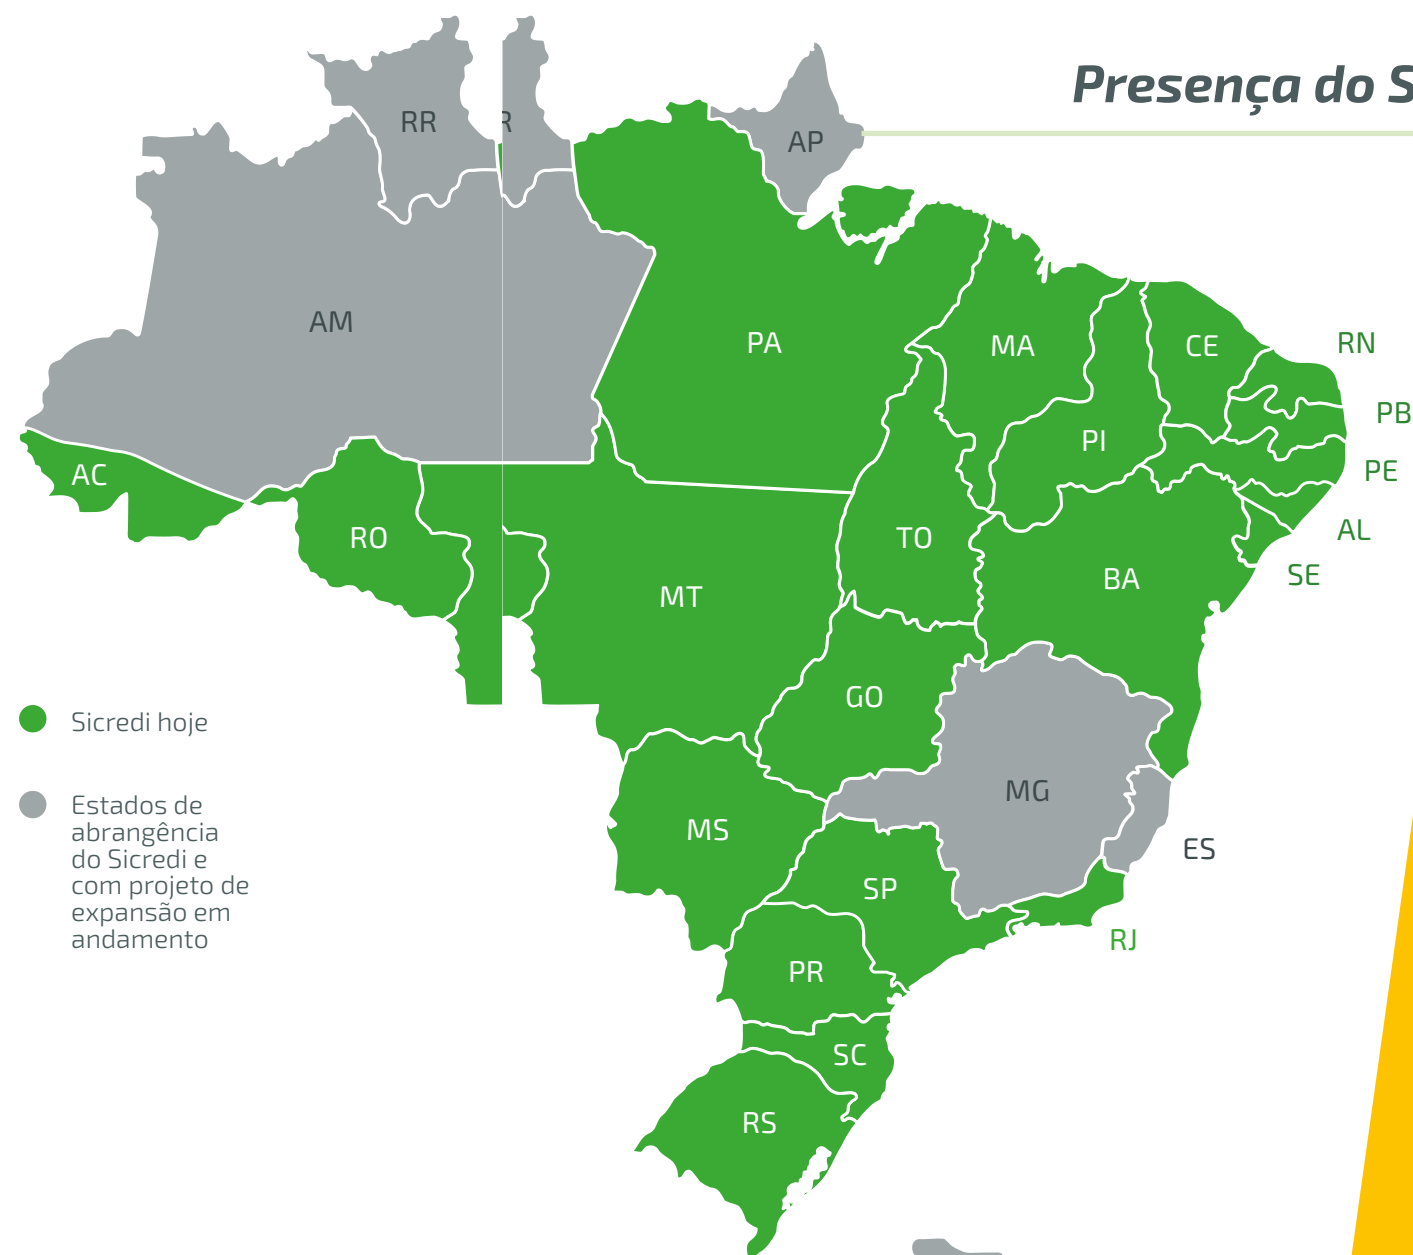 Presença do S
RR
R
AP
AM
PA
MA
CE
RN
PB
PI
PE
AC
RO
TO
AL
BA
SE
MT
GO
Sicredi hoje
MG
Estados de
abrangência
do Sicredi e
com projeto de
expansão em
andamento
MS
ES
SP
RJ
PR
SC
RS